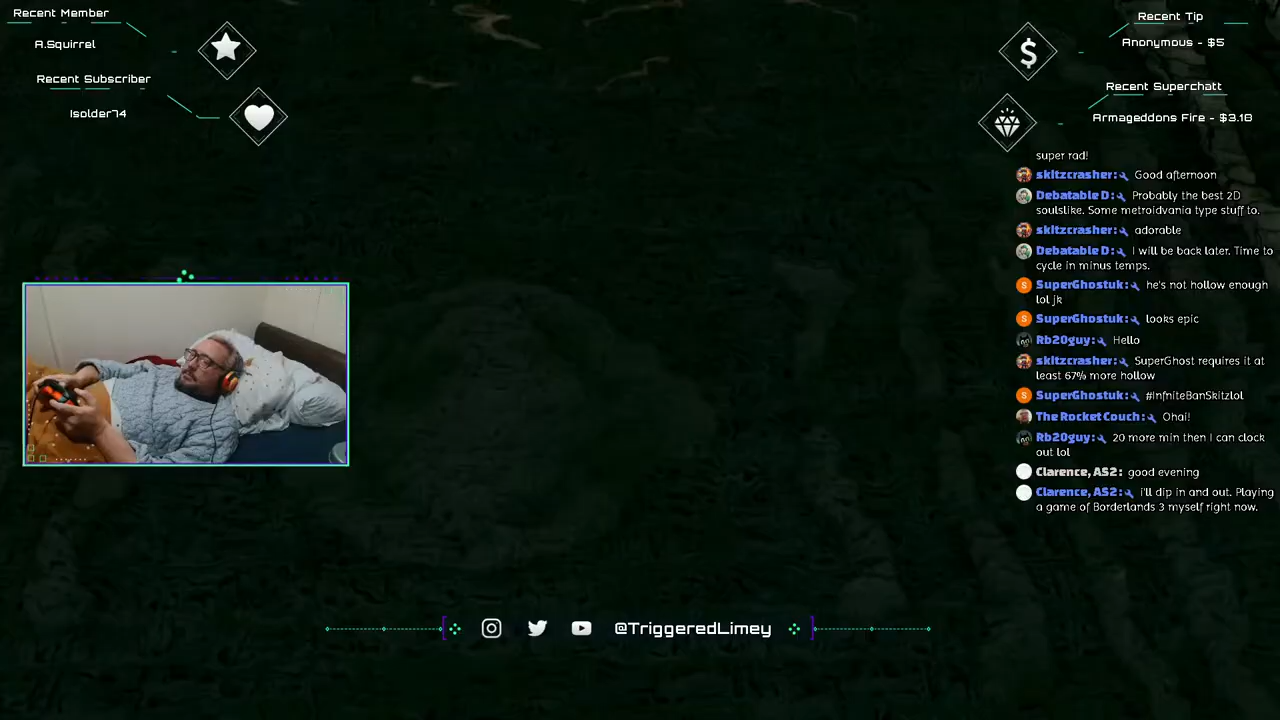 Recent Member
A.Squirrel
Recent Subscriber
Isolder74
Recent Tip
Anonymous - $5
Recent Superchatt
Armageddons Fire - $3.18
super rad!
skitzcrasher: Good afternoon
Debatable D: Probably the best 2D
soulslike. Some metroidvania type stuff to.
skitzcrasher: adorable
Debatable D: I will be back later. Time to
cycle in minus temps.
SuperGhostuk: he's not hollow enough
lol jk
SuperGhostuk: looks epic
Rb20guy: Hello
skitzcrasher: SuperGhost requires it at
least 67% more hollow
SuperGhostuk: #InfniteBanSkitzlol
The Rocket Couch: Ohai!
Rb20guy: 20 more min then I can clock
out lol
Clarence, AS2: good evening
Clarence, AS2: i'll dip in and out. Playing
a game of Borderlands 3 myself right now.
@TriggeredLimey